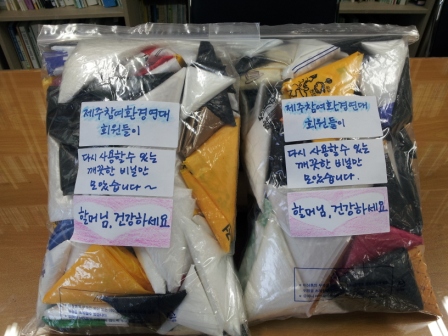 제주참여환경연대
회원들이
다시 사용할 수 있는
깨끗한 비닐만
모았습니다~
할머님, 건강하세요
제주참여환경연대
회원들이
다시 사용할 수 있는
깨끗한 비닐만
모았습니다.
할머님, 건강하세요